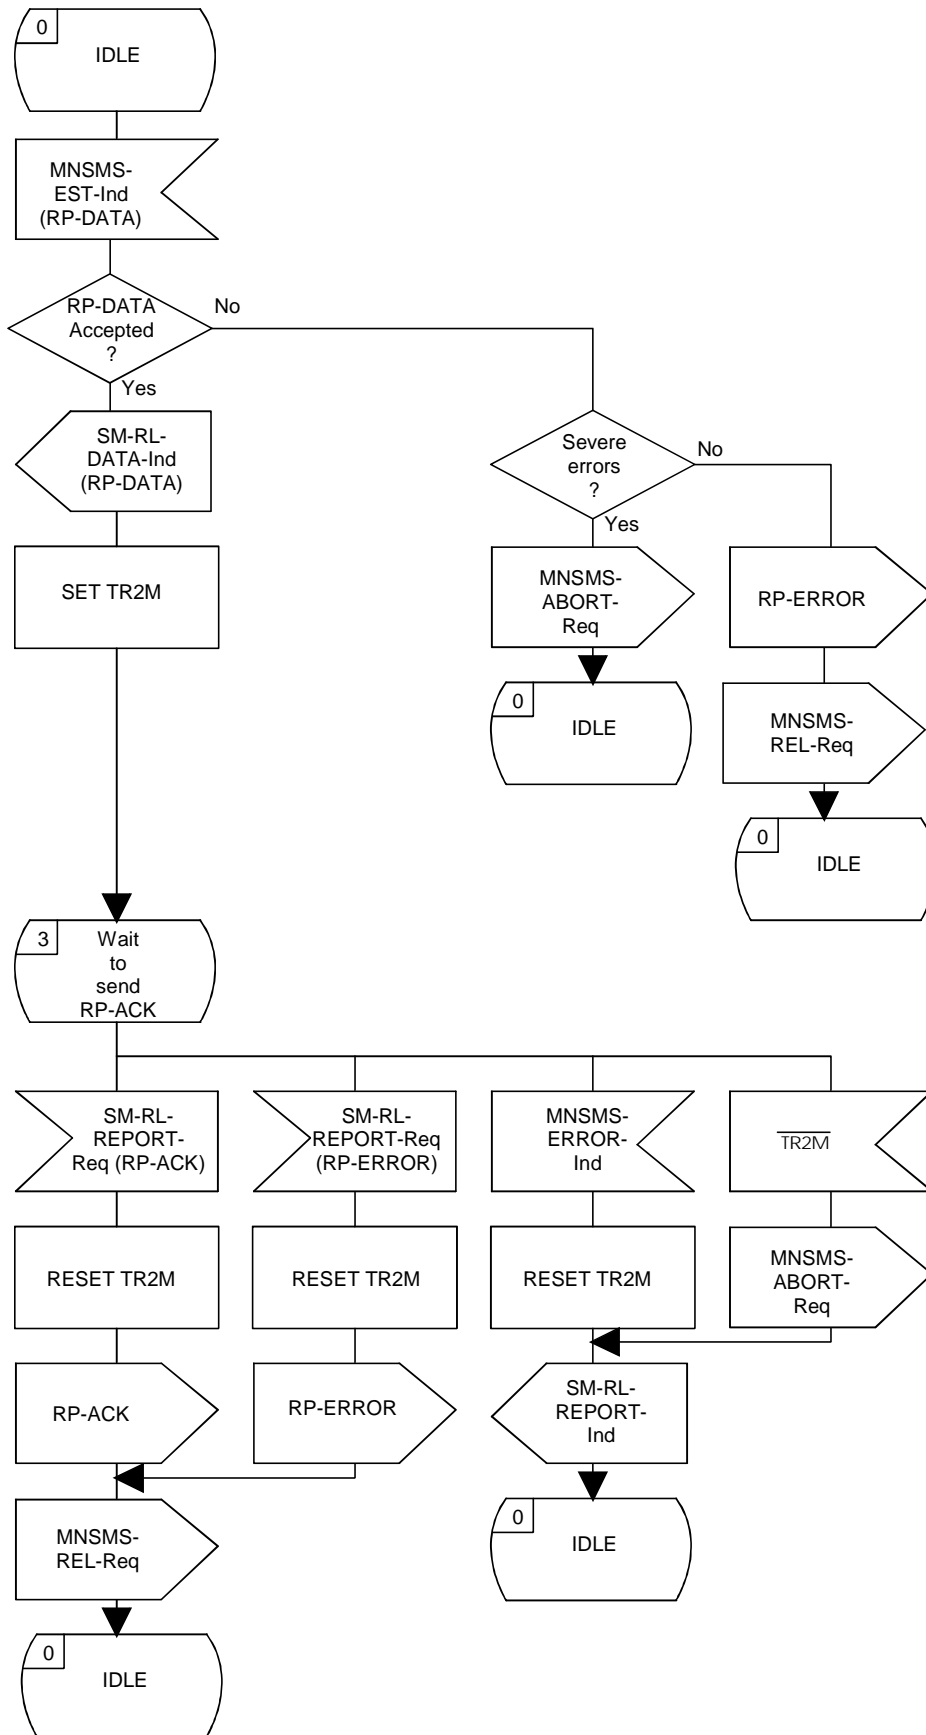 0
IDLE
MNSMS-
EST-Ind
(RP-DATA)
RP-DATA
Accepted
?
No
Yes
SM-RL-
DATA-Ind
(RP-DATA)
SET TR2M
Severe
errors
?
No
Yes
MNSMS-
ABORT-
Req
0
IDLE
RP-ERROR
MNSMS-
REL-Req
0
IDLE
3
Wait
to
send
RP-ACK
SM-RL-
REPORT-
Req (RP-ACK)
SM-RL-
REPORT-Req
(RP-ERROR)
MNSMS-
ERROR-
Ind
TR2M
RESET TR2M
RESET TR2M
RESET TR2M
MNSMS-
ABORT-
Req
RP-ACK
RP-ERROR
SM-RL-
REPORT-
Ind
MNSMS-
REL-Req
0
IDLE
0
IDLE